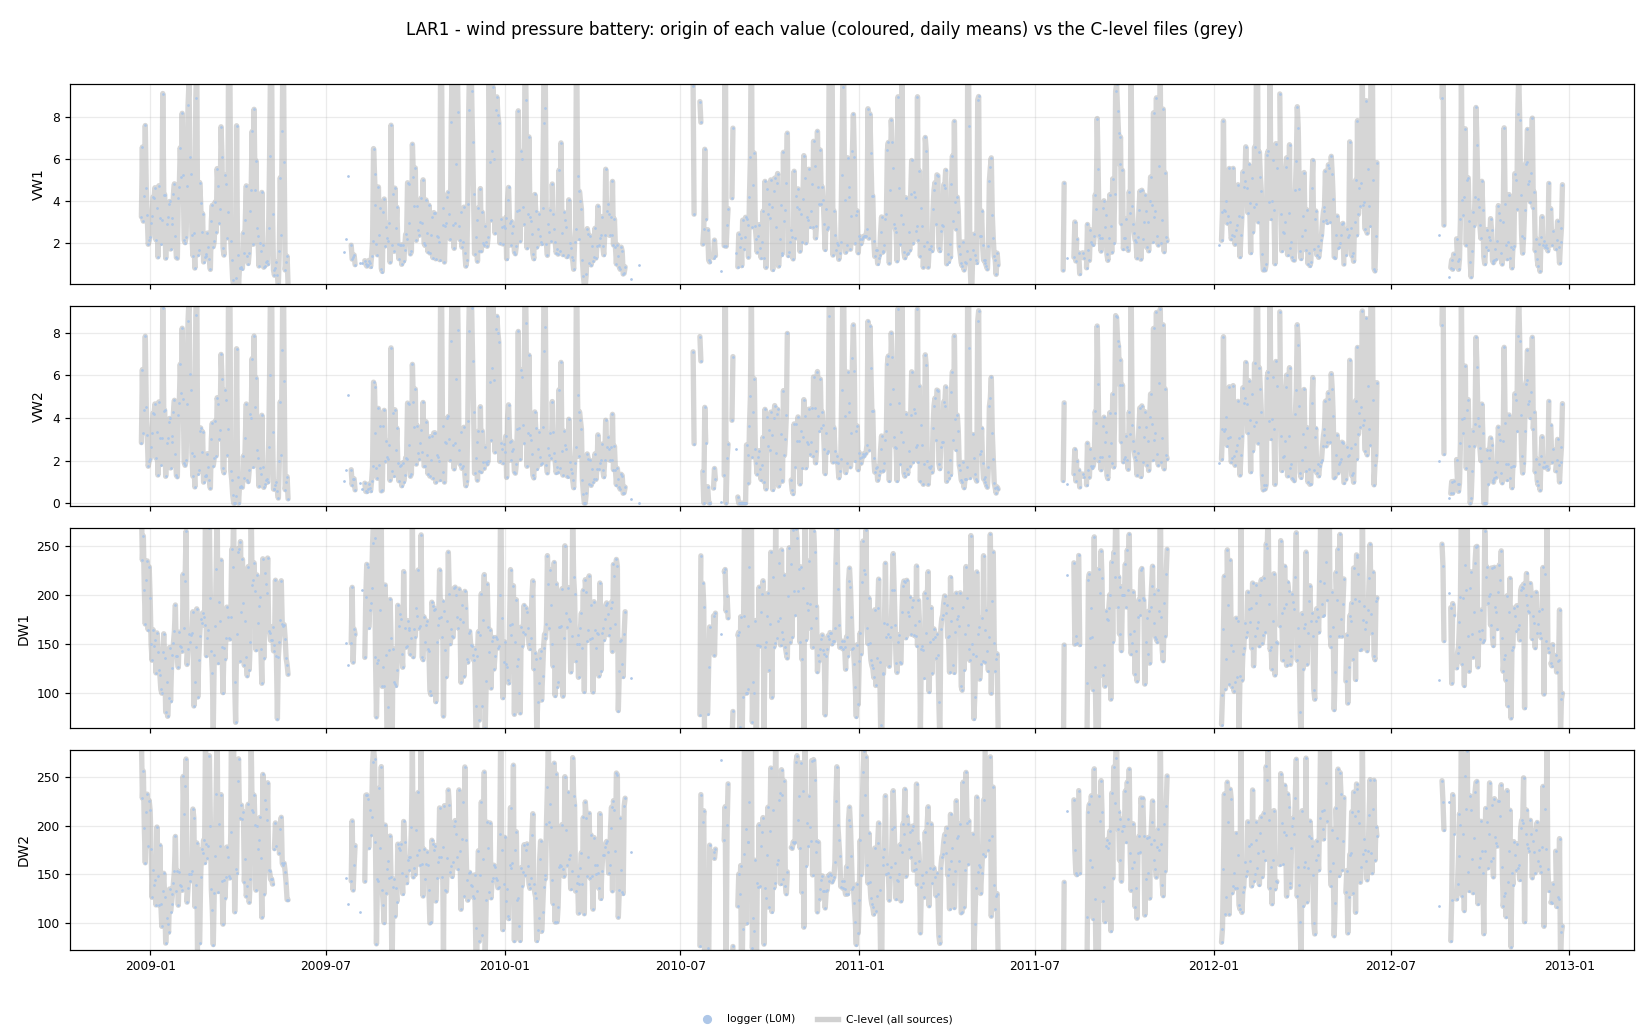 LAR1 - wind pressure battery: origin of each value (coloured, daily means) vs the C-level files (grey)
VW1
8
6
4
2
VW2
8
6
4
2
0
DW1
250
200
150
100
DW2
250
200
150
100
2009-01 2009-07 2010-01 2010-07 2011-01 2011-07 2012-01 2012-07 2013-01
logger (L0M) C-level (all sources)